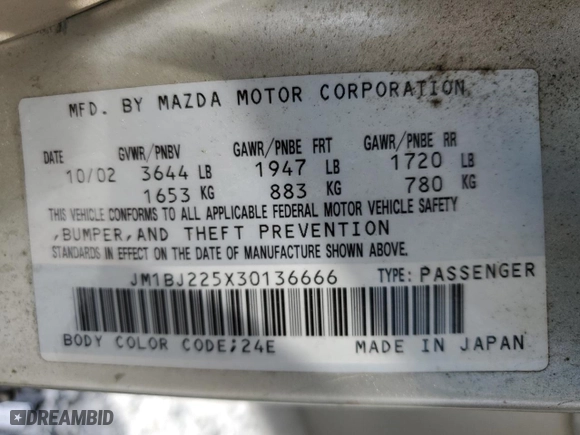 MFD. BY MAZDA MOTOR CORPORATION
DATE GVWR/PNBV GAWR/PNBE FRT GAWR/PNBE RR
10/02 3644 LB 1947 LB 1720 LB
1653 KG 883 KG 780 KG
THIS VEHICLE CONFORMS TO ALL APPLICABLE FEDERAL MOTOR VEHICLE SAFETY
,BUMPER,AND THEFT PREVENTION
STANDARDS IN EFFECT ON THE DATE OF MANUFACTURE SHOWN ABOVE.
JM1BJ225X30136666 TYPE: PASSENGER
BODY COLOR CODE;24E MADE IN JAPAN
DREAMBID